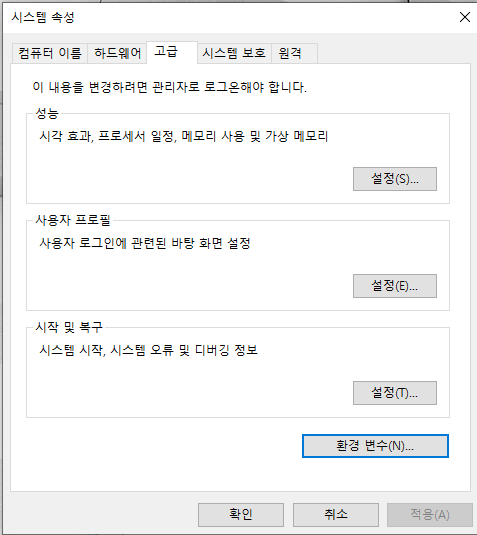 시스템 속성
컴퓨터 이름 하드웨어 고급 시스템 보호 원격
이 내용을 변경하려면 관리자로 로그온해야 합니다.
성능
시각 효과, 프로세서 일정, 메모리 사용 및 가상 메모리
설정(S)...
사용자 프로필
사용자 로그인에 관련된 바탕 화면 설정
설정(E)...
시작 및 복구
시스템 시작, 시스템 오류 및 디버깅 정보
설정(T)...
환경 변수(N)...
확인 취소 적용(A)